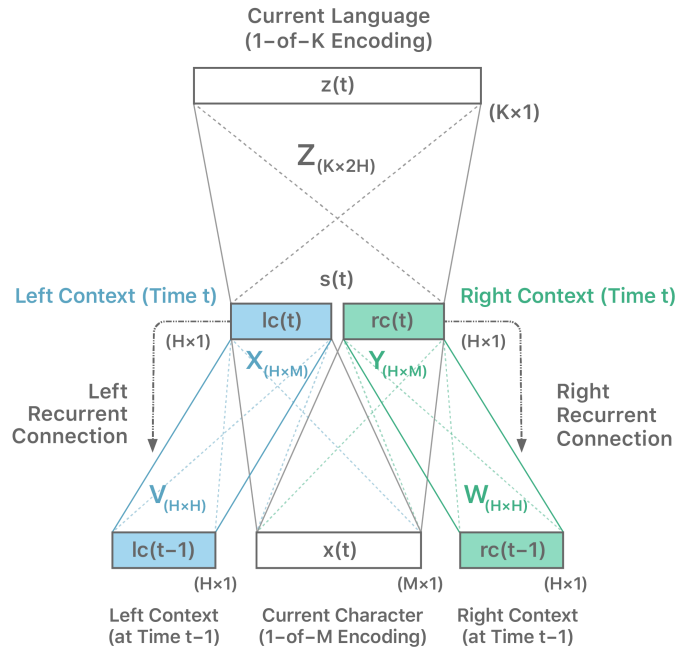 Current Language
(1-of-K Encoding)
z(t)
(K×1)
Z(K×2H)
s(t)
Left Context (Time t)
Right Context (Time t)
lc(t)
rc(t)
(H×1)
(H×1)
X(H×M)
Y(H×M)
Left
Recurrent
Connection
Right
Recurrent
Connection
V(H×H)
W(H×H)
lc(t-1)
x(t)
rc(t-1)
(H×1)
(M×1)
(H×1)
Left Context
(at Time t-1)
Current Character
(1-of-M Encoding)
Right Context
(at Time t-1)